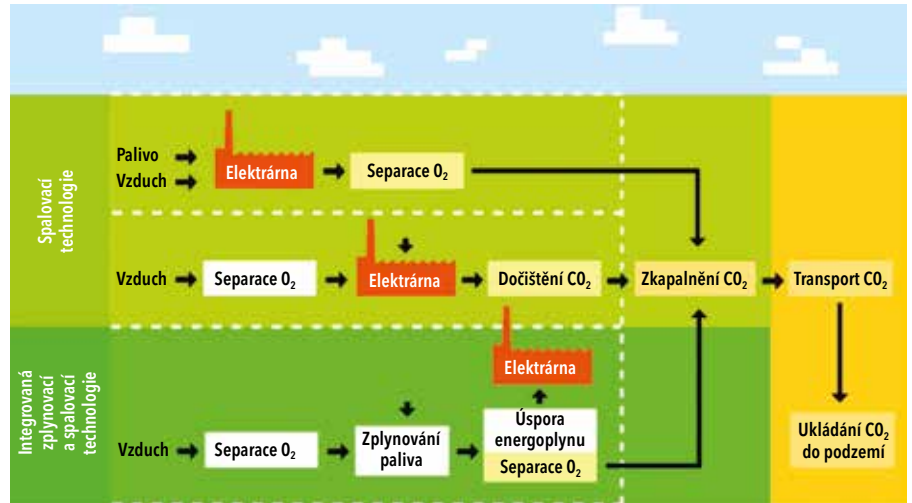 Spalovací
technologie
Palivo
Vzduch
Elektrárna
Separace O₂
Vzduch
Separace O₂
Elektrárna
Dočištění CO₂
Zkapalnění CO₂
Transport CO₂
Integrovaná
zplynovací
a spalovací
technologie
Elektrárna
Vzduch
Separace O₂
Zplynování
paliva
Úspora
energoplynu
Separace O₂
Ukládání CO₂
do podzemí